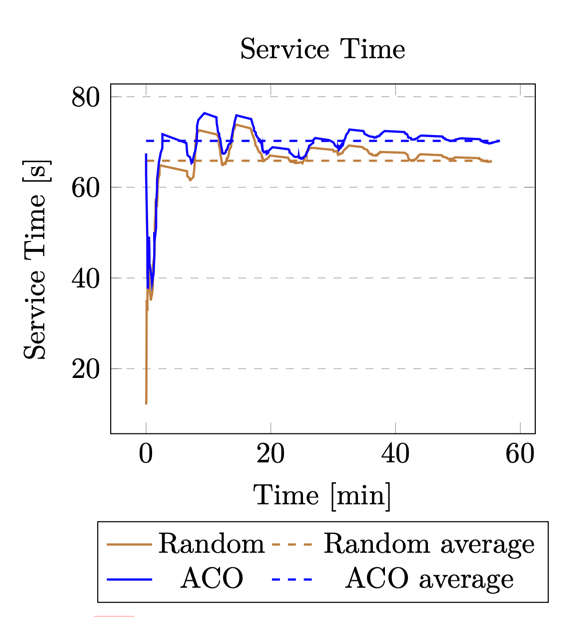 Service Time
80
60
40
20
Service Time [s]
0 20 40 60
Time [min]
Random Random average
ACO ACO average